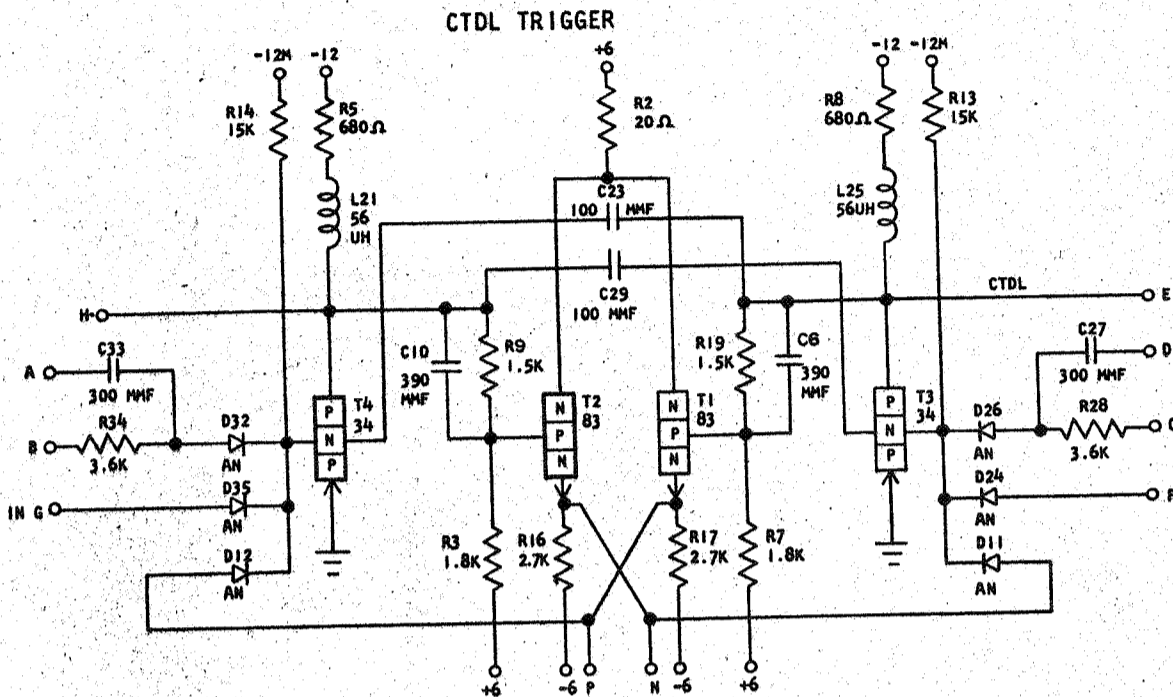 CTDL TRIGGER
-12M
-12
+6
-12
-12M
R14
15K
R5
680Ω
R2
20Ω
R8
680Ω
R13
15K
L21
56
UH
C23
100 MMF
L25
56UH
C29
100 MMF
H
CTDL
E
A
C33
300 MMF
C10
390
MMF
R9
1.5K
R19
1.5K
C6
390
MMF
C27
300 MMF
D
B
R34
3.6K
D32
AN
P
N
P
T4
34
N
P
N
T2
83
N
P
N
T1
83
P
N
P
T3
34
D26
AN
R28
3.6K
IN G
D35
AN
D24
AN
F
D12
AN
R3
1.8K
R16
2.7K
R17
2.7K
R7
1.8K
D11
AN
+6
-6
P
N
-6
+6